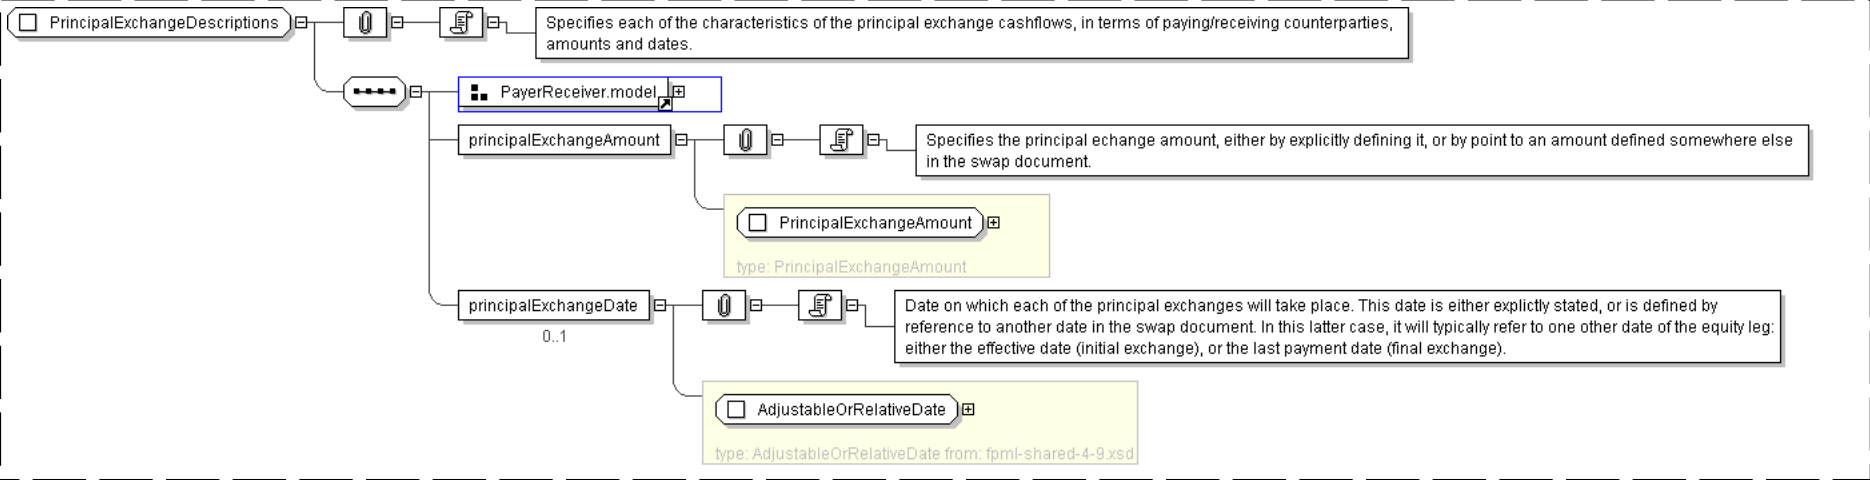 PrincipalExchangeDescriptions
Specifies each of the characteristics of the principal exchange cashflows, in terms of paying/receiving counterparties,
amounts and dates.
PayerReceiver.model
principalExchangeAmount
Specifies the principal echange amount, either by explicitly defining it, or by point to an amount defined somewhere else
in the swap document.
PrincipalExchangeAmount
type: PrincipalExchangeAmount
principalExchangeDate
0..1
Date on which each of the principal exchanges will take place. This date is either explictly stated, or is defined by
reference to another date in the swap document. In this latter case, it will typically refer to one other date of the equity leg:
either the effective date (initial exchange), or the last payment date (final exchange).
AdjustableOrRelativeDate
type: AdjustableOrRelativeDate from: fpml-shared-4-9.xsd